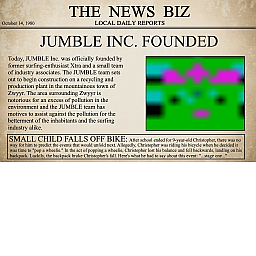 THE NEWS BIZ
October 14, 1980
LOCAL DAILY REPORTS
JUMBLE INC. FOUNDED
Today, JUMBLE Inc. was officially founded by
former surfing-enthusiast Xtra and a small team
of industry associates. The JUMBLE team sets
out to begin construction on a recycling and
production plant in the mountainous town of
Zwyyr. The area surrounding Zwyyr is
notorious for an excess of pollution in the
environment and the JUMBLE team has
motives to assist against the pollution for the
betterment of the inhabitants and the surfing
industry alike.
SMALL CHILD FALLS OFF BIKE: After school ended for 9-year-old Christopher, there was no
way for him to predict the events that would unfold next. Allegedly, Christopher was riding his bicycle when he decided it
was time to "pop a wheelie." In the act of popping a wheelie, Christopher lost his balance and fell backwards, landing on his
backpack. Luckily, the backpack broke Christopher's fall. Here's what he had to say about this event: "...stage one..."